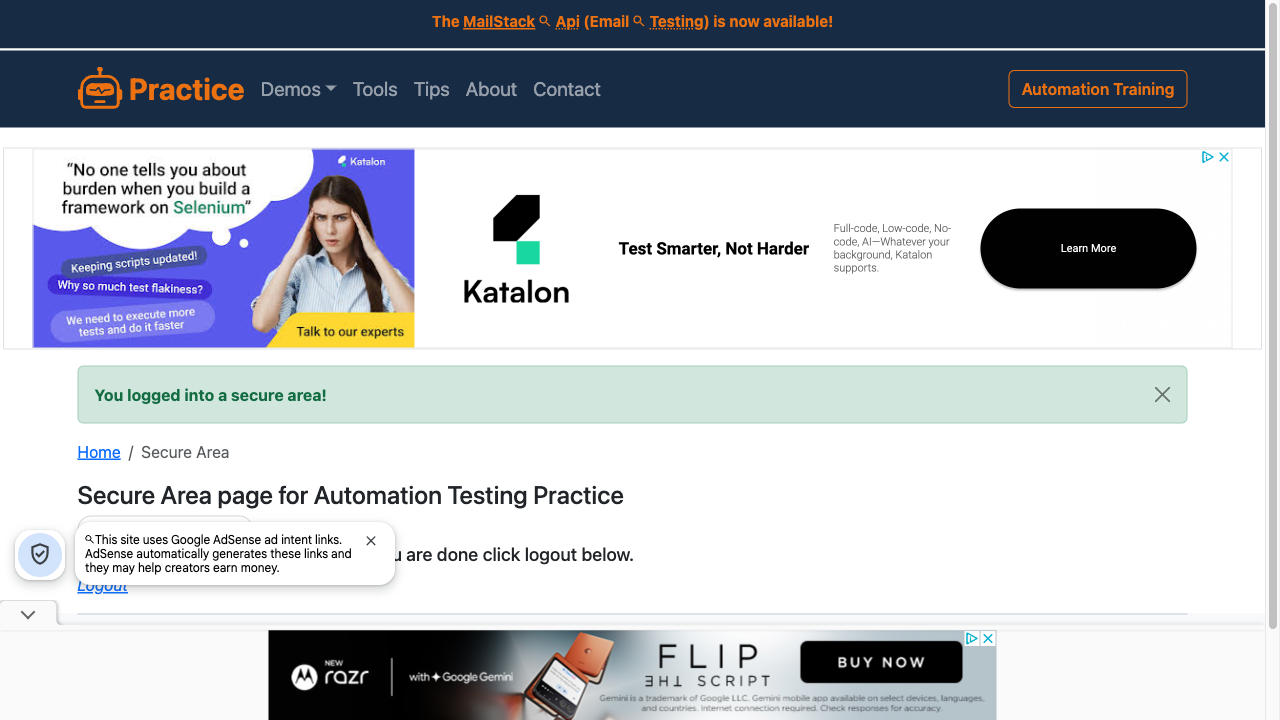 The MailStack Api (Email Testing) is now available!
Practice Demos Tools Tips About Contact Automation Training
“No one tells you about
burden when you build a
framework on Selenium”
Katalon
Keeping scripts updated!
Why so much test flakiness?
We need to execute more
tests and do it faster
Talk to our experts
Katalon
Test Smarter, Not Harder
Full-code, Low-code, No-
code, AI—Whatever your
background, Katalon
supports.
Learn More
You logged into a secure area!
Home / Secure Area
Secure Area page for Automation Testing Practice
This site uses Google AdSense ad intent links.
AdSense automatically generates these links and
they may help creators earn money.
u are done click logout below.
Logout
NEW
razr
with Google Gemini
FLIP
THE SCRIPT
BUY NOW
Gemini is a trademark of Google LLC. Gemini mobile app available on select devices, languages,
and countries. Internet connection required. Check responses for accuracy.